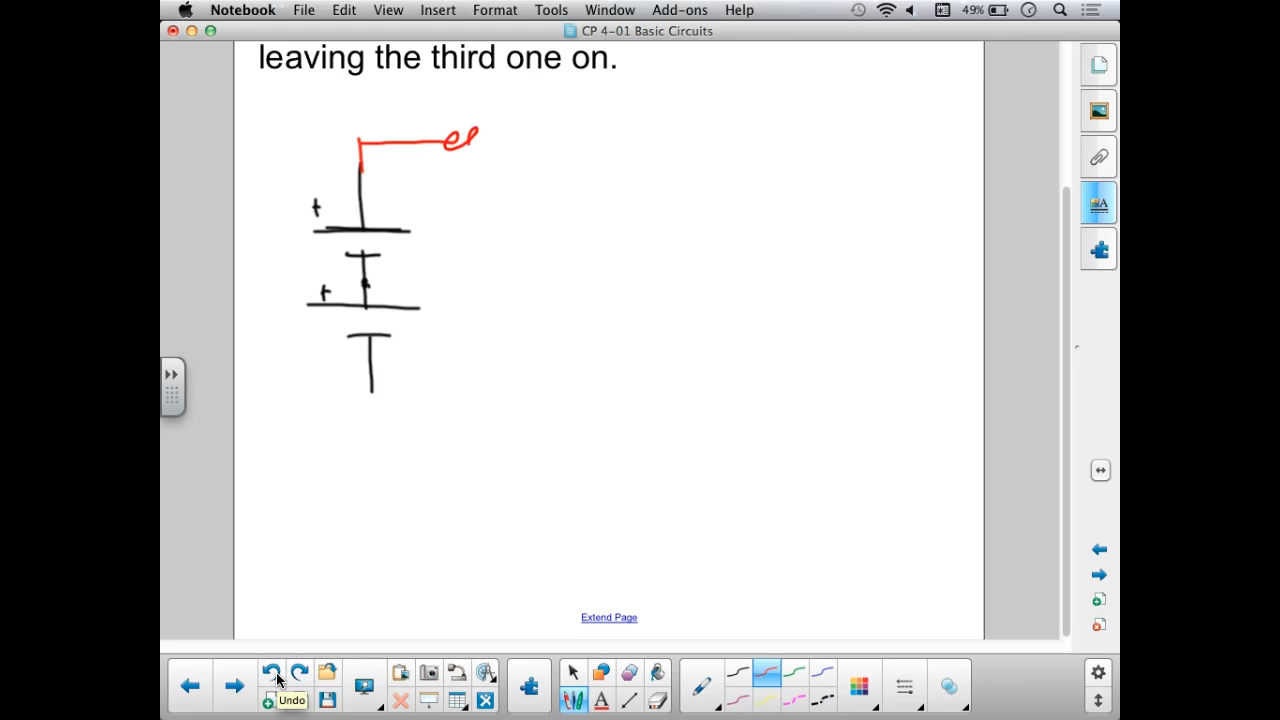 Notebook File Edit View Insert Format Tools Window Add-ons Help 49%
CP 4-01 Basic Circuits
leaving the third one on.
+
+
Extend Page
Undo